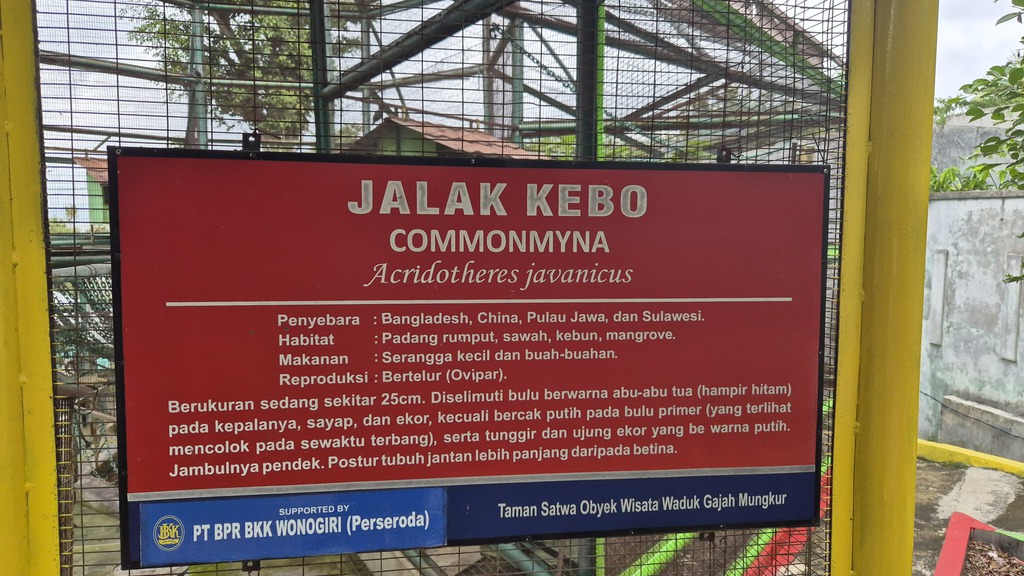 JALAK KEBO
COMMONMYNA
Acridotheres javanicus
Penyebara : Bangladesh, China, Pulau Jawa, dan Sulawesi.
Habitat : Padang rumput, sawah, kebun, mangrove.
Makanan : Serangga kecil dan buah-buahan.
Reproduksi : Bertelur (Ovipar).
Berukuran sedang sekitar 25cm. Diselimuti bulu berwarna abu-abu tua (hampir hitam)
pada kepalanya, sayap, dan ekor, kecuali bercak putih pada bulu primer (yang terlihat
mencolok pada sewaktu terbang), serta tunggir dan ujung ekor yang be warna putih.
Jambulnya pendek. Postur tubuh jantan lebih panjang daripada betina.
SUPPORTED BY
BKK PT BPR BKK WONOGIRI (Perseroda)
Taman Satwa Obyek Wisata Waduk Gajah Mungkur